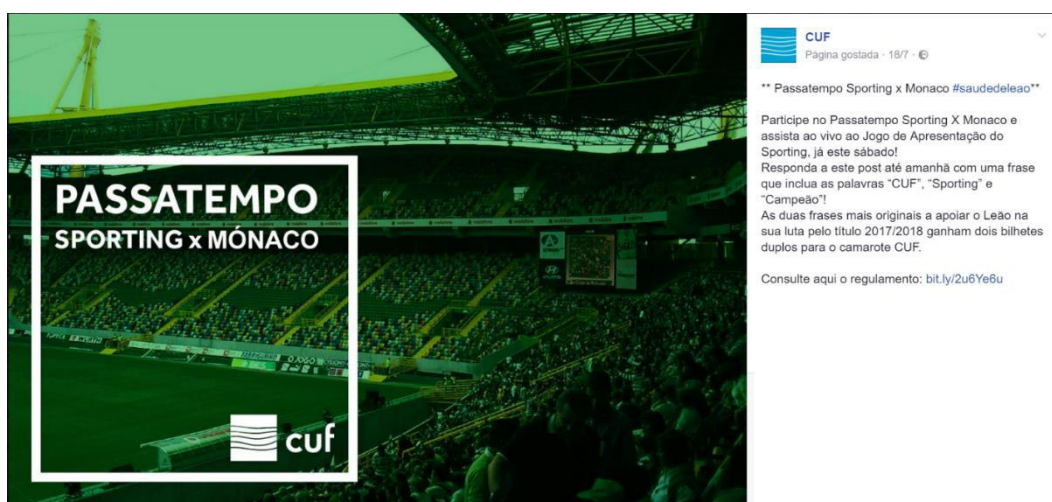 PASSATEMPO
SPORTING x MÓNACO
cuf
CUF
Página gostada · 18/7 ·
** Passatempo Sporting x Monaco #saudedeleao**
Participe no Passatempo Sporting X Monaco e
assista ao vivo ao Jogo de Apresentação do
Sporting, já este sábado!
Responda a este post até amanhã com uma frase
que inclua as palavras “CUF”, “Sporting” e
“Campeão”!
As duas frases mais originais a apoiar o Leão na
sua luta pelo título 2017/2018 ganham dois bilhetes
duplos para o camarote CUF.
Consulte aqui o regulamento: bit.ly/2u6Ye6u